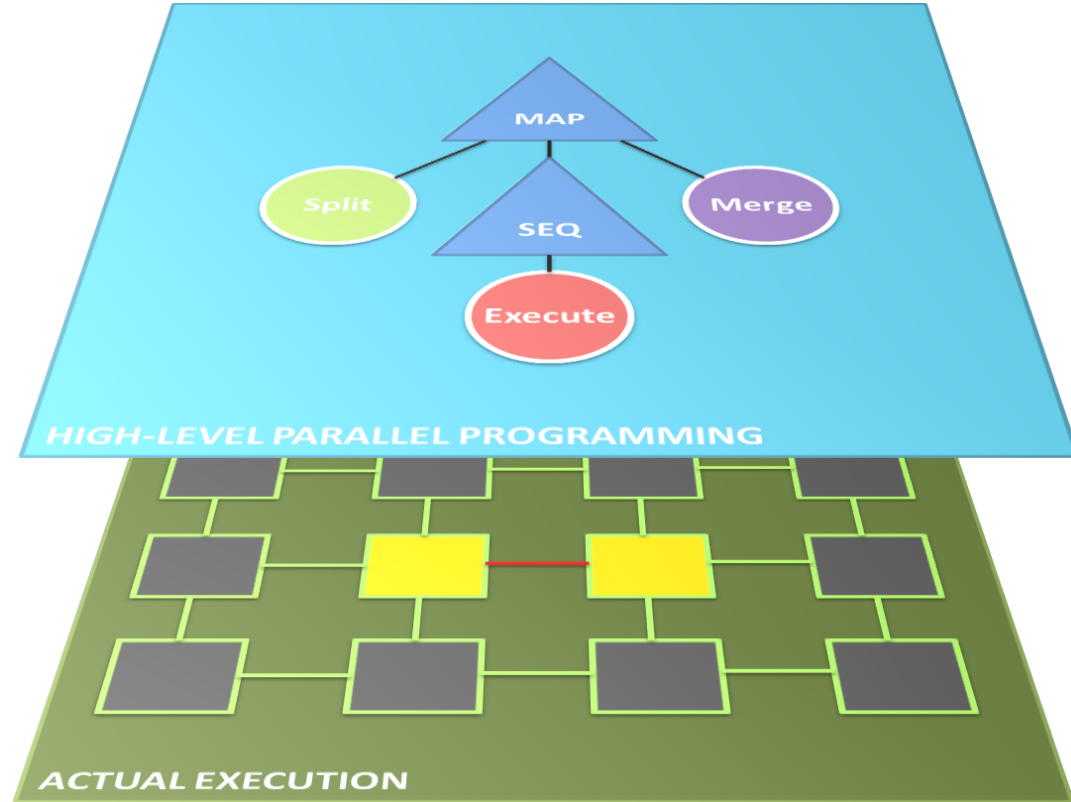 MAP
Split
Merge
SEQ
Execute
HIGH-LEVEL PARALLEL PROGRAMMING
ACTUAL EXECUTION